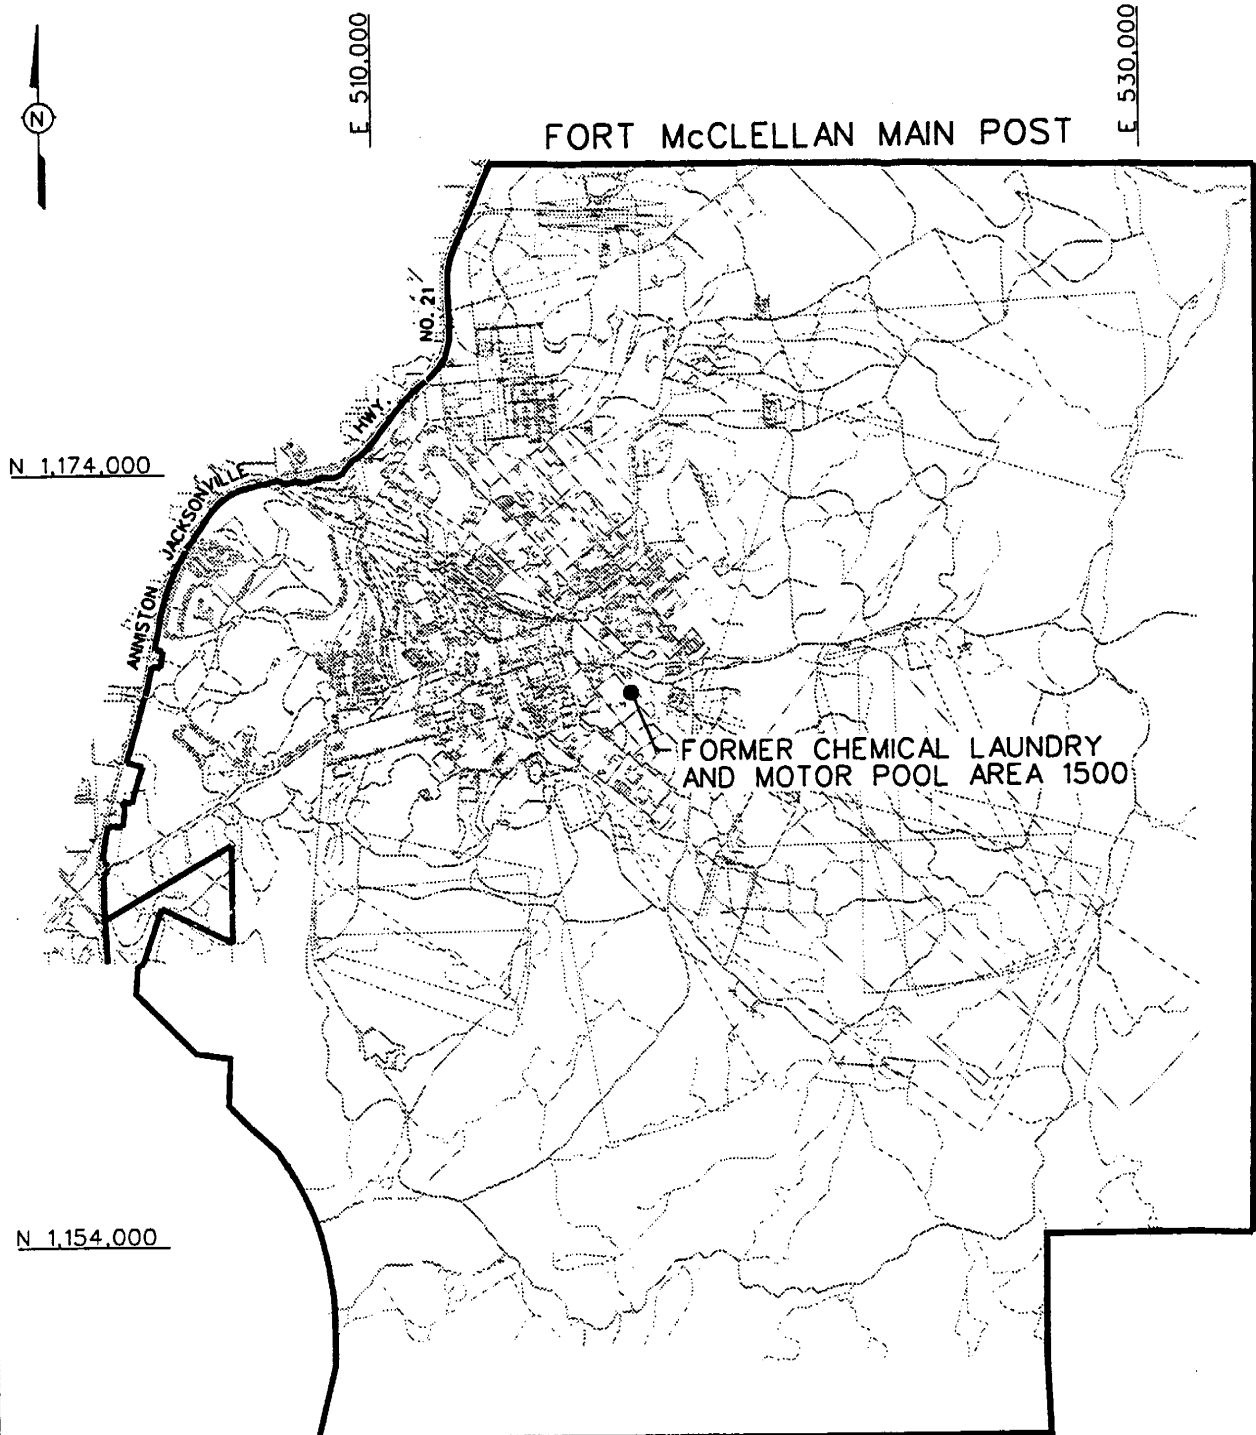 E 510,000
E 530,000
N
FORT McCLELLAN MAIN POST
NO. 21
HWY.
N 1,174,000
JACKSONVILLE
ANNISTON
FORMER CHEMICAL LAUNDRY
AND MOTOR POOL AREA 1500
N 1,154,000